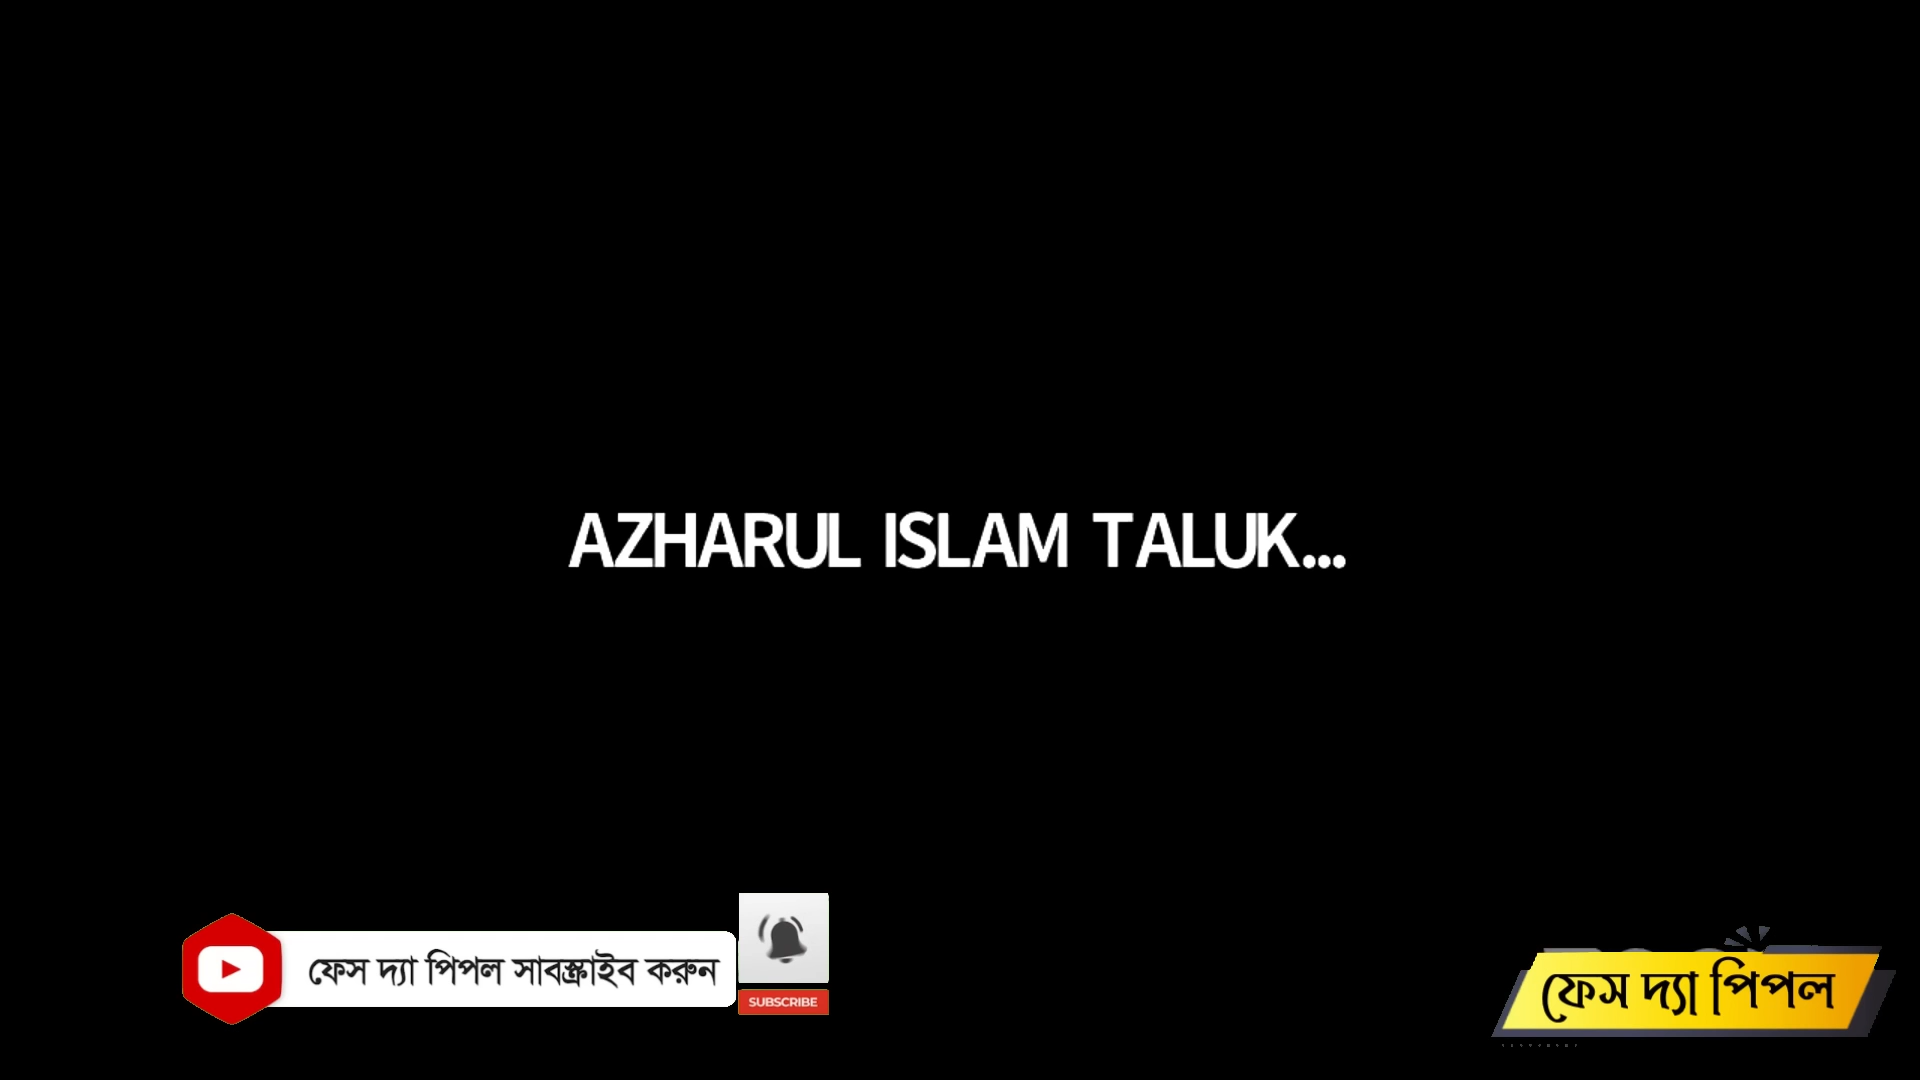 AZHARUL ISLAM TALUK...
ফেস দ্যা পিপল সাবস্ক্রাইব করুন
SUBSCRIBE
ফেস দ্যা পিপল